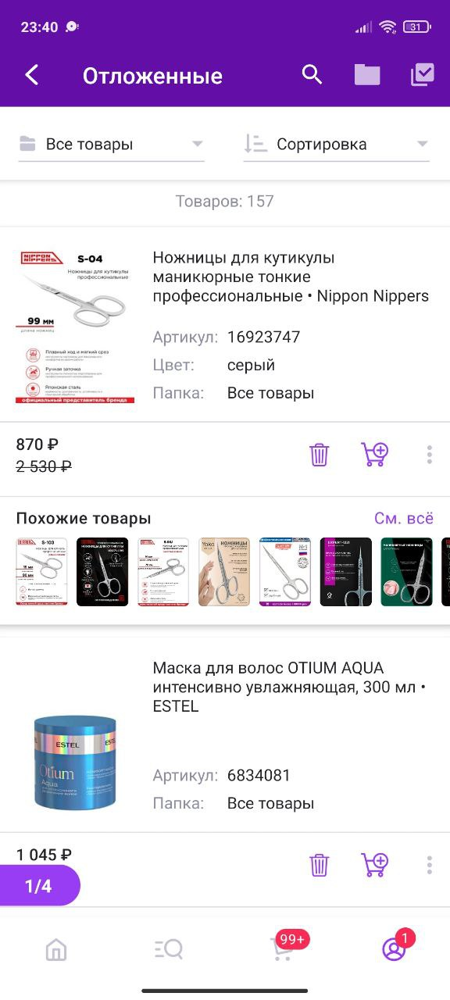 23:40
31
Отложенные
Все товары
Сортировка
Товаров: 157
NIPPON NIPPERS
S-04
Ножницы для кутикулы
профессиональные
99 мм
ДЛИНА НОЖНИЦ
Плавный ход и мягкий срез
Ручная заточка
Японская сталь
официальный представитель бренда
Ножницы для кутикулы
маникюрные тонкие
профессиональные • Nippon Nippers
Артикул: 16923747
Цвет: серый
Папка: Все товары
870 ₽
2 530 ₽
Похожие товары
См. всё
S-103
Yoko
НОЖНИЦЫ
Маска для волос OTIUM AQUA
интенсивно увлажняющая, 300 мл •
ESTEL
ESTEL
Otium
Aqua
Артикул: 6834081
Папка: Все товары
1 045 ₽
1/4
99+
1